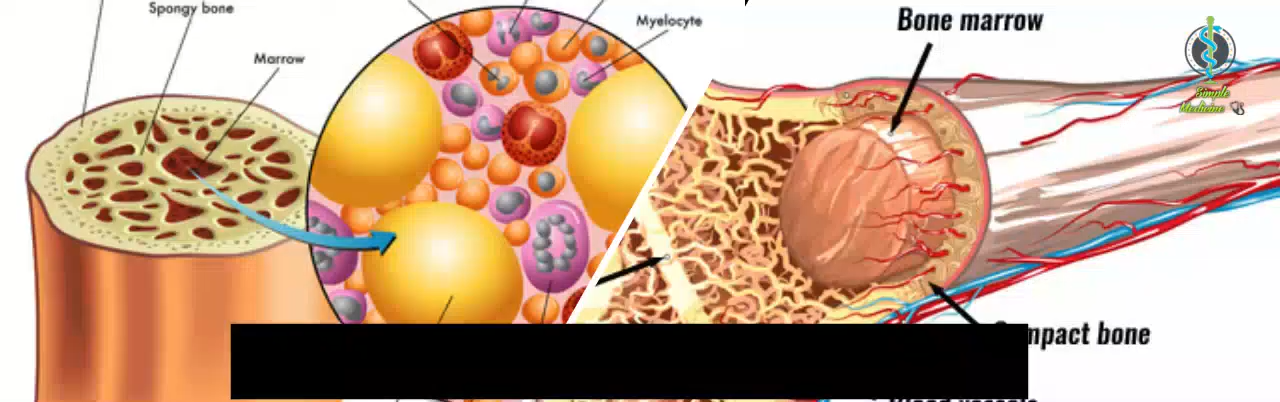 Spongy bone
Marrow
Myelocyte
Bone marrow
Simple
Medicine